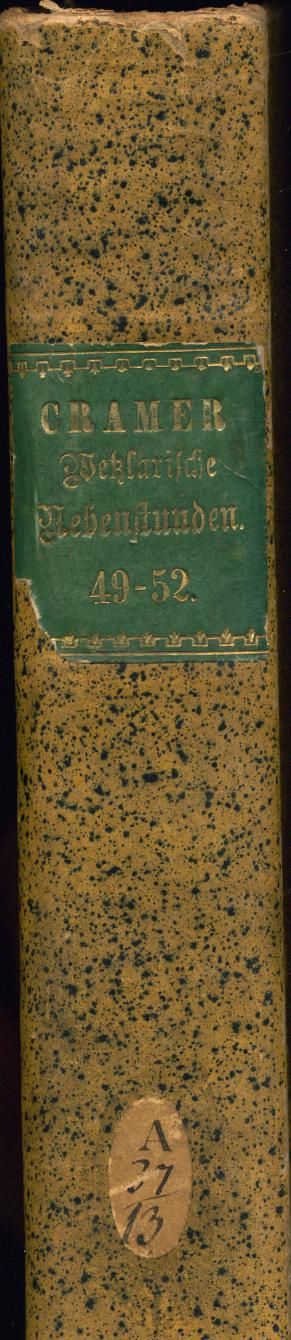 CRAMER
Wetzlarische
Nebenstunden.
49-52.
A
37
13